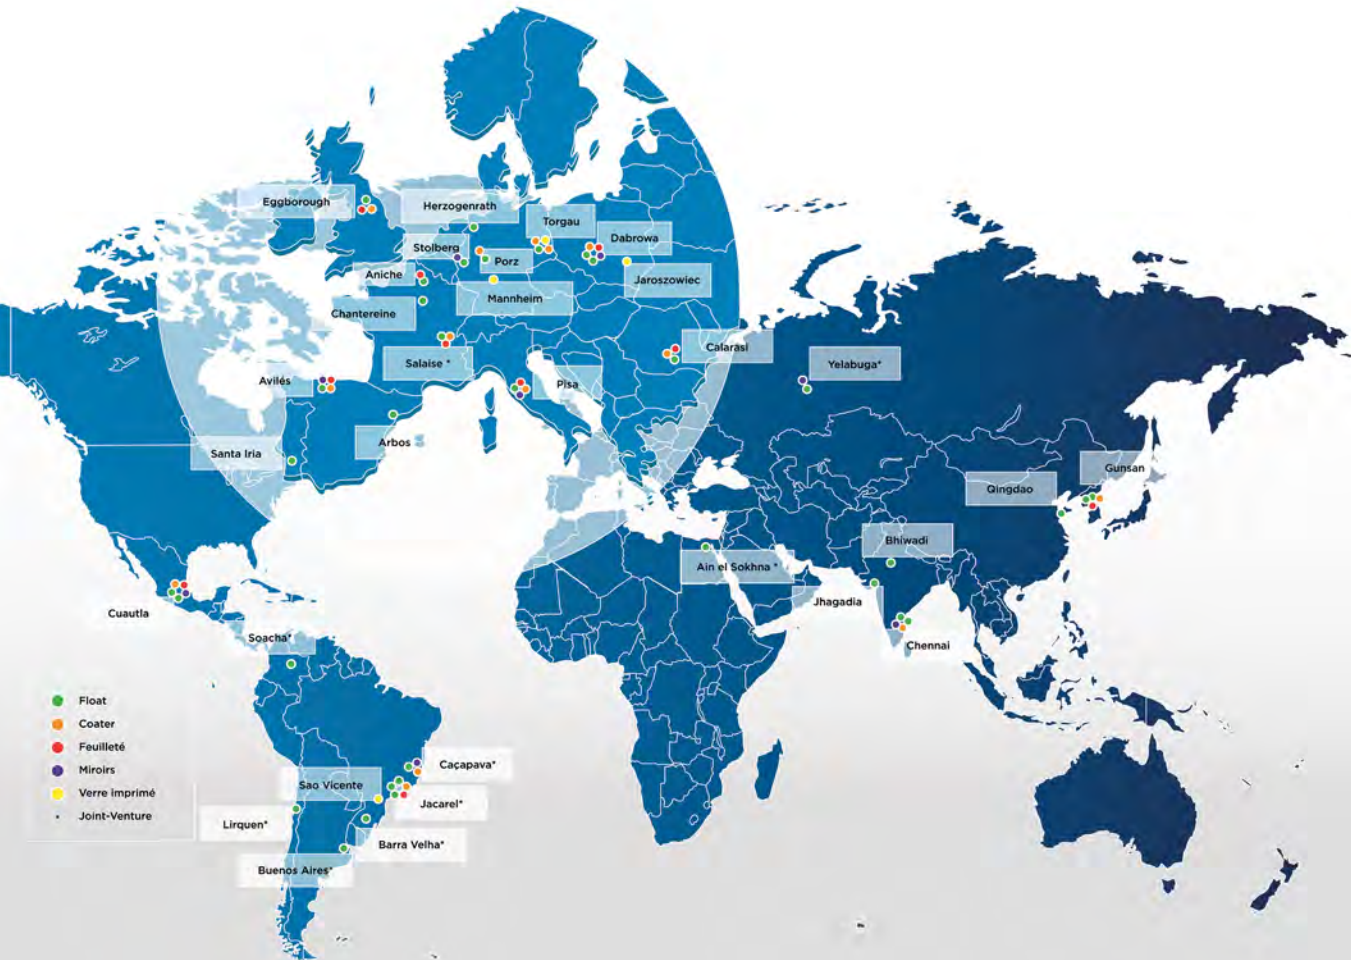 Eggborough
Herzogenrath
Torgau
Dabrowa
Stolberg
Porz
Aniche
Jaroszowiec
Mannheim
Chantereine
Calarasi
Salaise *
Yelabuga*
Avilés
Pisa
Arbos
Santa Iria
Gunsan
Qingdao
Bhiwadi
Ain el Sokhna *
Jhagadia
Cuautla
Soacha*
Chennai
Float
Coater
Feuilleté
Miroirs
Verre imprimé
* Joint-Venture
Caçapava*
Sao Vicente
Jacarel*
Lirquen*
Barra Velha*
Buenos Aires*